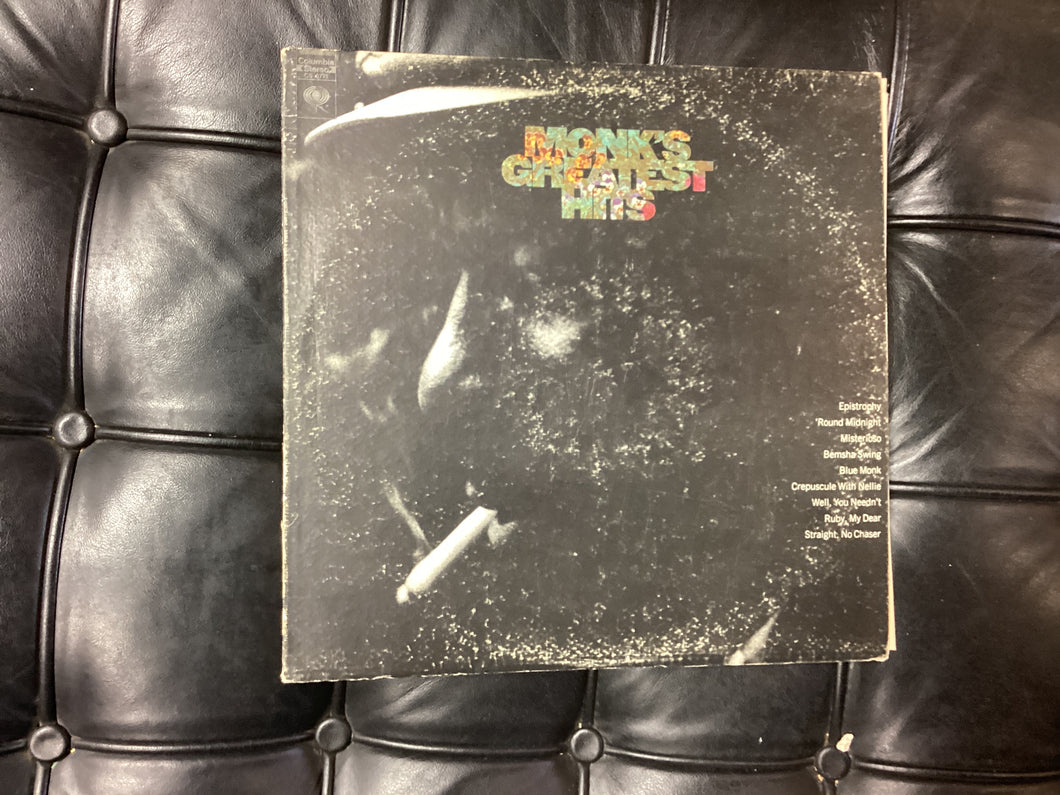 Columbia
Stereo
MONK'S
GREATEST
HITS
Epistrophy
'Round Midnight
Misterioso
Bemsha Swing
Blue Monk
Crepuscule With Nellie
Well, You Needn't
Ruby, My Dear
Straight, No Chaser